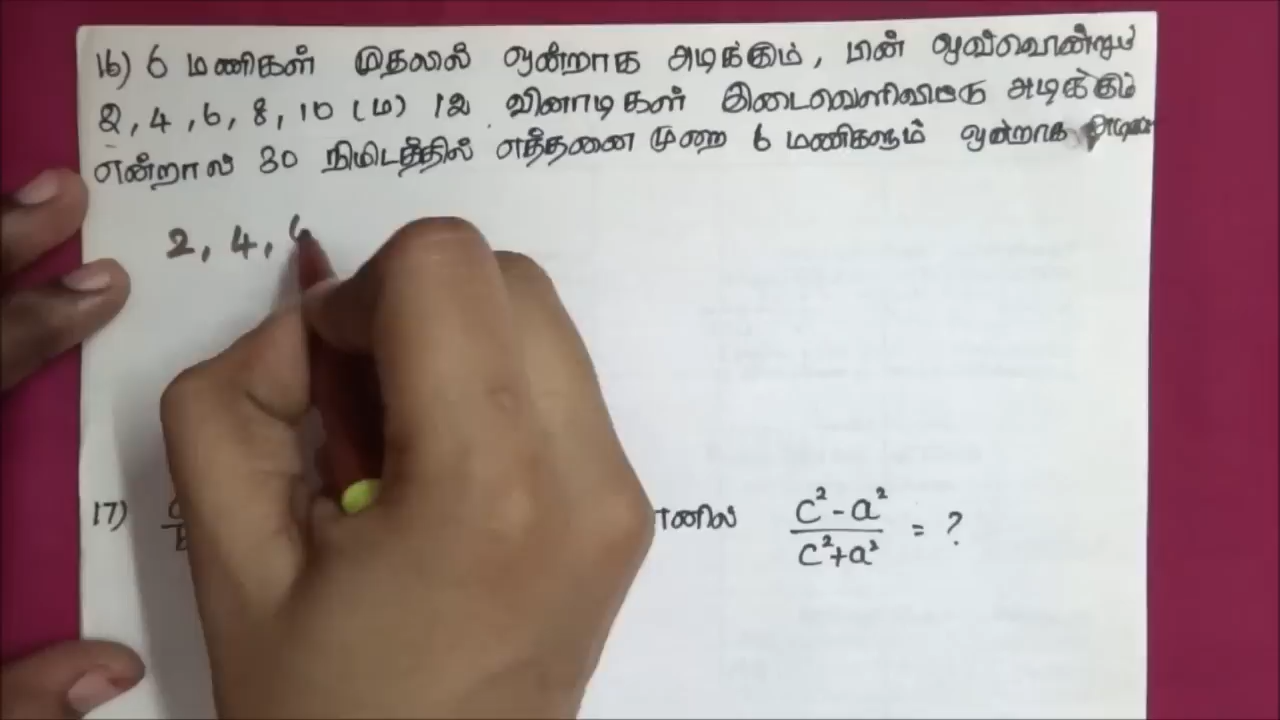 16) 6 மணிகள் முதலில் ஒன்றாக அடிக்கும், பின் ஒவ்வொன்றும்
2, 4, 6, 8, 10 (ம) 12 வினாடிகள் இடைவெளிவிட்டு அடிக்கும்
என்றால் 30 நிமிடத்தில் எத்தனை முறை 6 மணிகளும் ஒன்றாக
2, 4, 6
17) ானில் c²-a²/c²+a² = ?